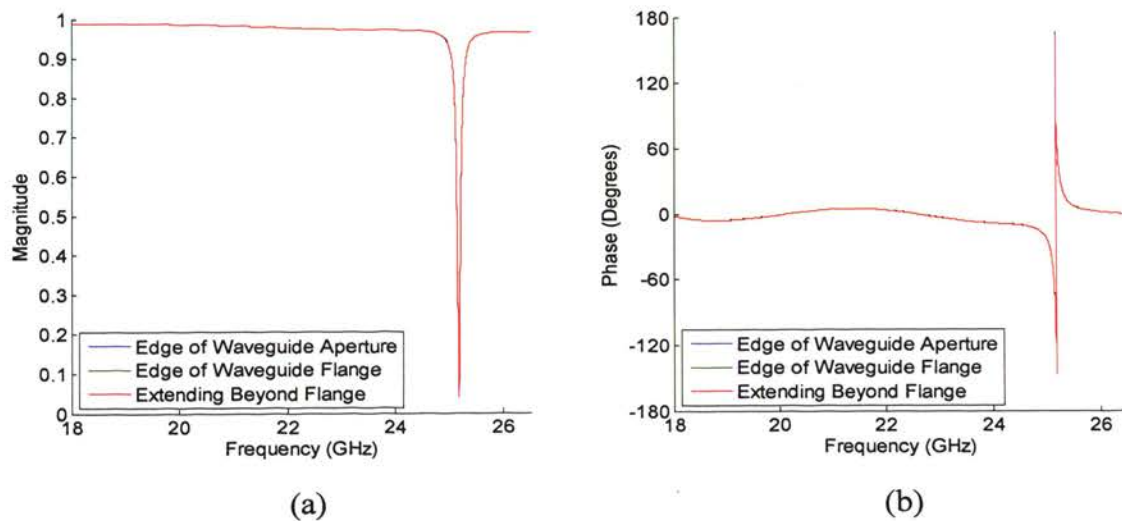 1
0.9
0.8
0.7
0.6
0.5
0.4
0.3
0.2
0.1
0
Magnitude
Edge of Waveguide Aperture
Edge of Waveguide Flange
Extending Beyond Flange
18 20 22 24 26
Frequency (GHz)
(a)
180
120
60
0
-60
-120
-180
Phase (Degrees)
Edge of Waveguide Aperture
Edge of Waveguide Flange
Extending Beyond Flange
18 20 22 24 26
Frequency (GHz)
(b)